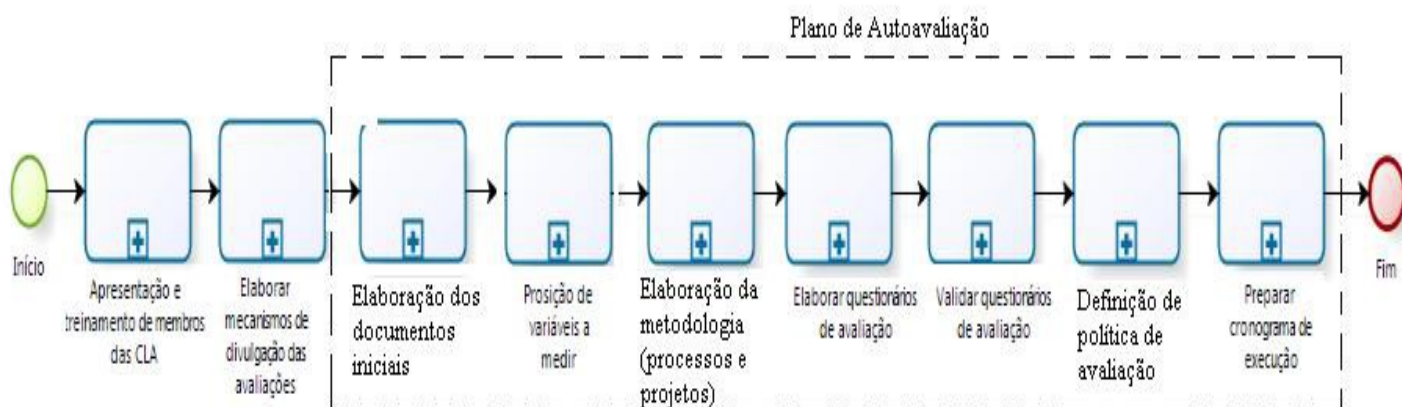 Plano de Autoavaliação
Início
Apresentação e
treinamento de membros
das CLA
Elaborar
mecanismos de
divulgação das
avaliações
Elaboração dos
documentos
iniciais
Prosição de
variáveis a
medir
Elaboração da
metodologia
(processos e
projetos)
Elaborar questionários
de avaliação
Validar questionários
de avaliação
Definição de
política de
avaliação
Preparar
cronograma de
execução
Fim